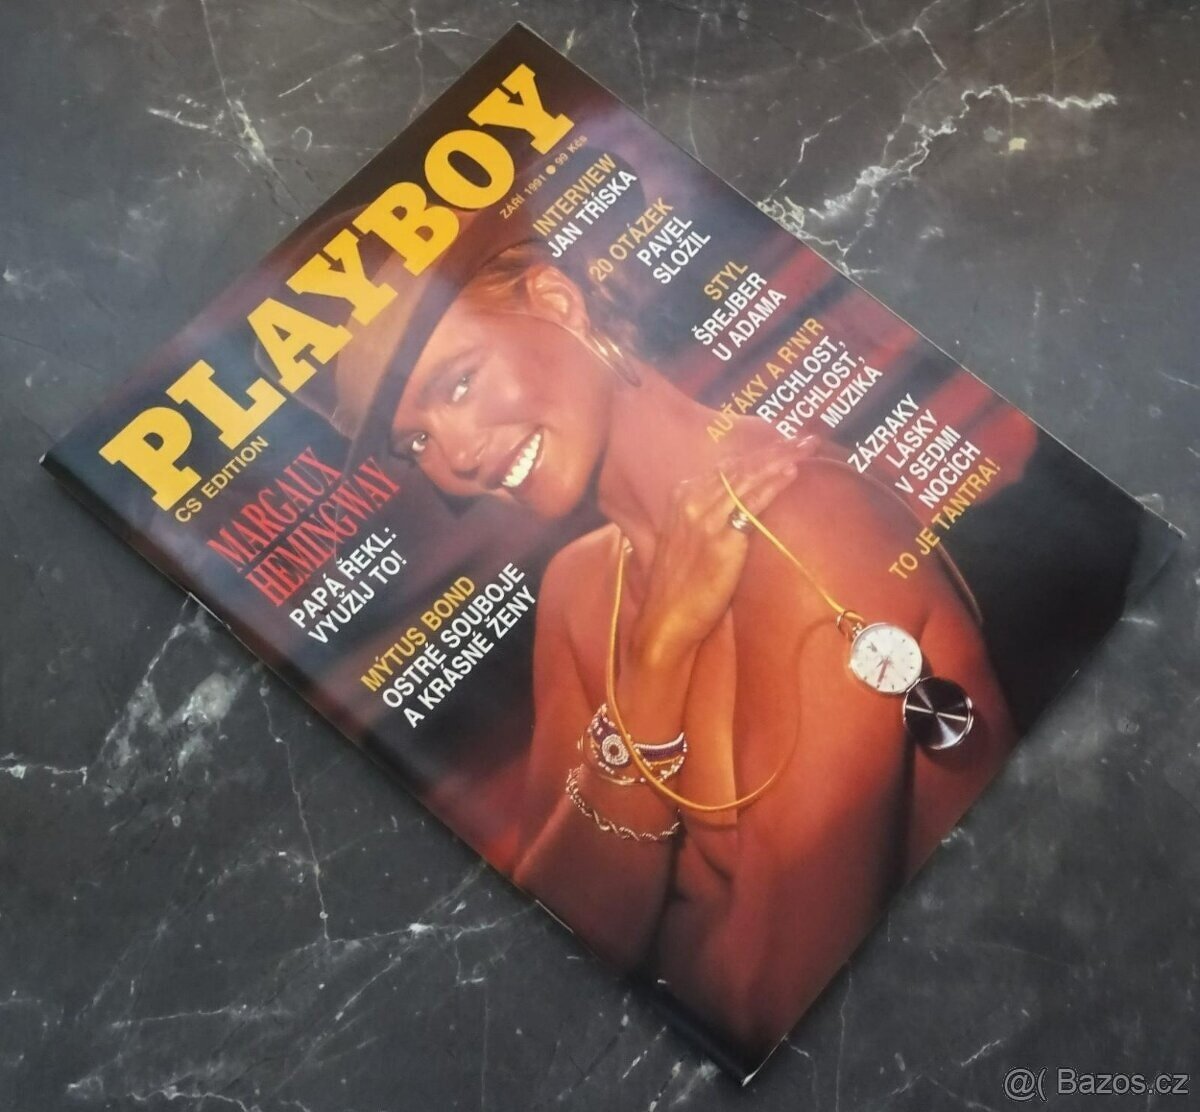 PLAYBOY
CS EDITION
ZÁŘÍ 1991 ● 99 Kčs
INTERVIEW
JAN TŘÍSKA
20 OTÁZEK
PAVEL
SLOŽIL
STYL
ŠREJBER
U ADAMA
AUŤÁKY A R'N'R
RYCHLOST,
RYCHLOST,
MUZIKA
ZÁZRAKY
LÁSKY
V SEDMI
NOCÍCH
TO JE TANTRA!
MARGAUX
HEMINGWAY
PAPÁ ŘEKL:
VYUŽIJ TO!
MÝTUS BOND
OSTRÉ SOUBOJE
A KRÁSNÉ ŽENY
@( Bazos.cz